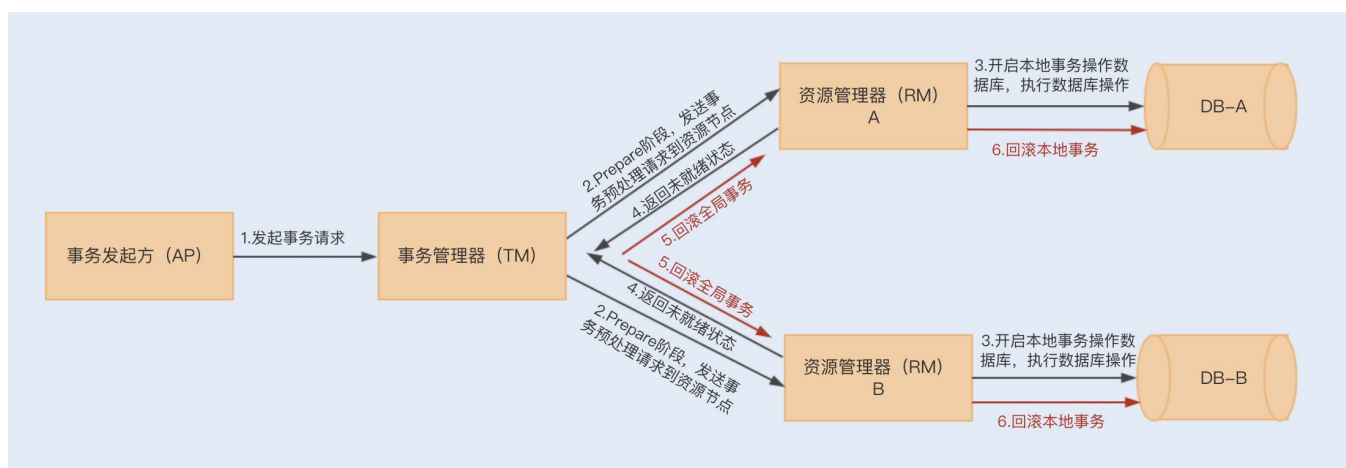 事务发起方（AP）
1.发起事务请求
事务管理器（TM）
2.Prepare阶段，发送事
务预处理请求到资源节点
4.返回未就绪状态
5.回滚全局事务
资源管理器（RM）
A
3.开启本地事务操作数
据库，执行数据库操作
6.回滚本地事务
DB-A
5.回滚全局事务
4.返回未就绪状态
2.Prepare阶段，发送事
务预处理请求到资源节点
资源管理器（RM）
B
3.开启本地事务操作数
据库，执行数据库操作
6.回滚本地事务
DB-B